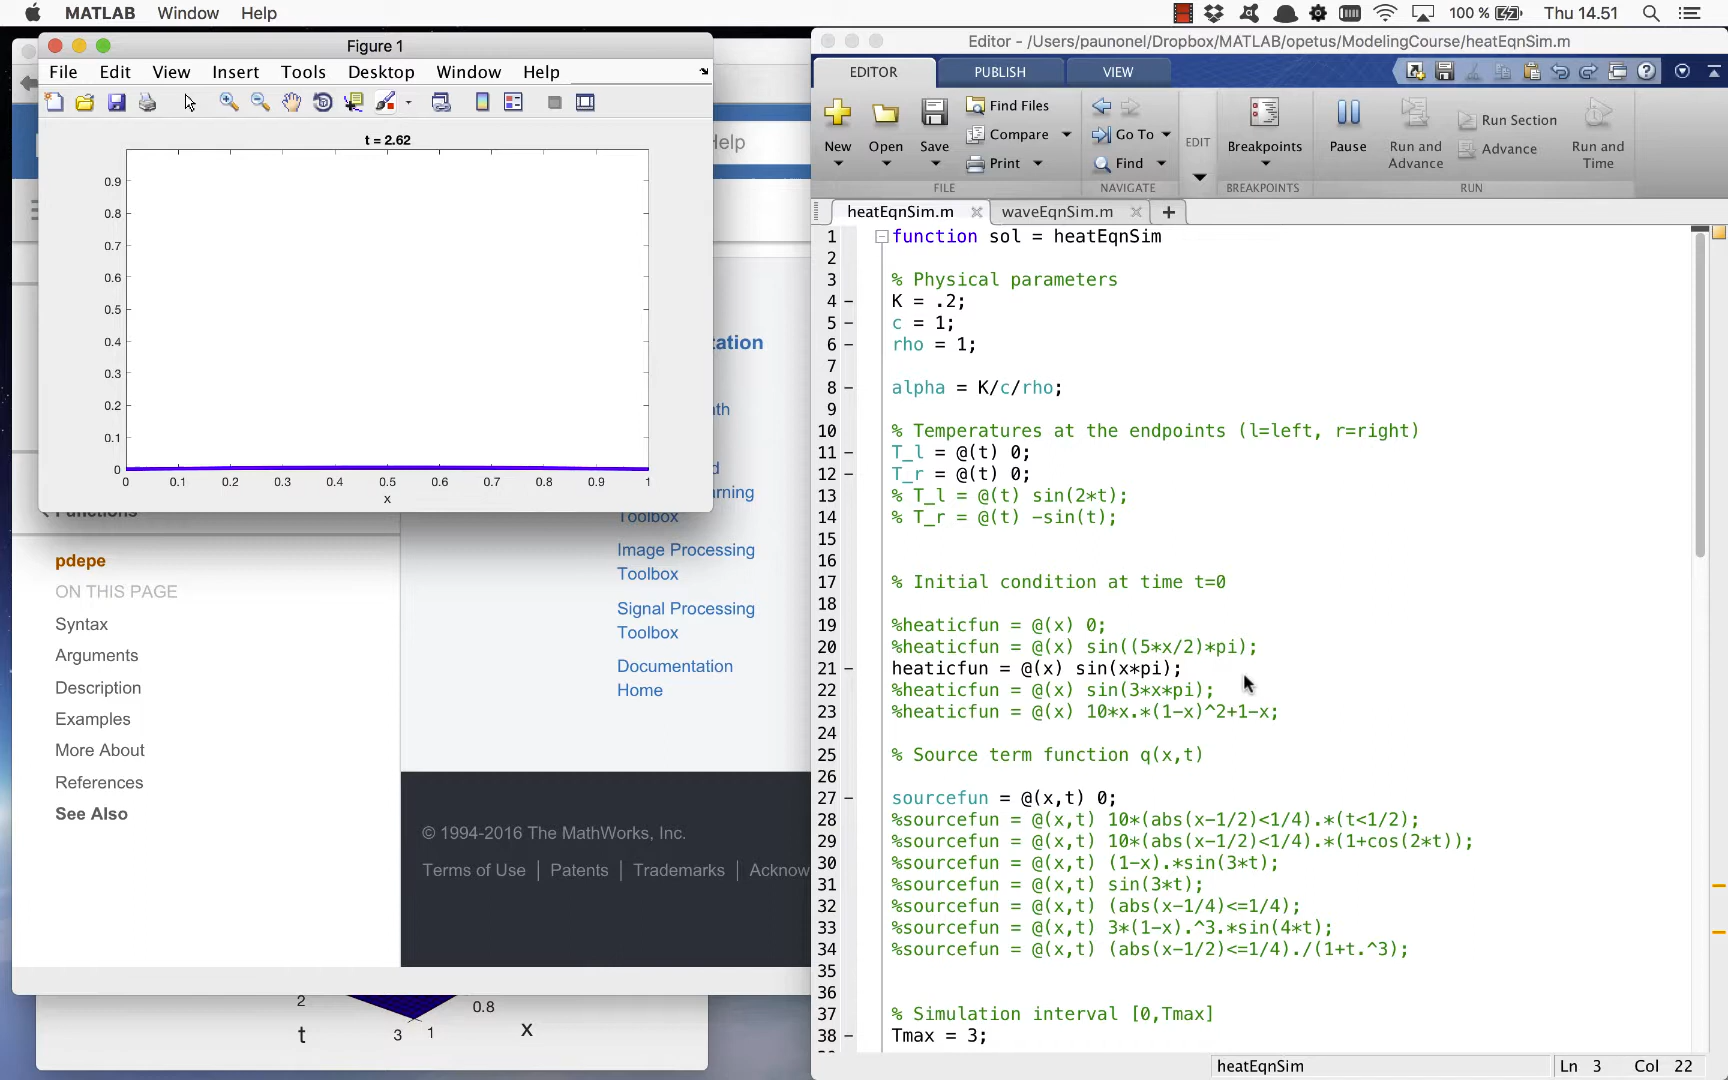 MATLAB Window Help
100 % Thu 14.51
Figure 1
File Edit View Insert Tools Desktop Window Help
t = 2.62
0.9
0.8
0.7
0.6
0.5
0.4
0.3
0.2
0.1
0
0 0.1 0.2 0.3 0.4 0.5 0.6 0.7 0.8 0.9 1
x
Help
Functions
pdepe
ON THIS PAGE
Syntax
Arguments
Description
Examples
More About
References
See Also
Toolbox
Image Processing
Toolbox
Signal Processing
Toolbox
Documentation
Home
© 1994-2016 The MathWorks, Inc.
Terms of Use | Patents | Trademarks | Acknow
2 0.8
t 3 1 x
Editor - /Users/paunonel/Dropbox/MATLAB/opetus/ModelingCourse/heatEqnSim.m
EDITOR PUBLISH VIEW
New Open Save
Find Files
Compare
Print
Go To
Find
EDIT
Breakpoints
Pause
Run and
Advance
Run Section
Advance
Run and
Time
FILE NAVIGATE BREAKPOINTS RUN
heatEqnSim.m waveEqnSim.m
1 function sol = heatEqnSim
2
3 % Physical parameters
4 K = .2;
5 c = 1;
6 rho = 1;
7
8 alpha = K/c/rho;
9
10 % Temperatures at the endpoints (l=left, r=right)
11 T_l = @(t) 0;
12 T_r = @(t) 0;
13 % T_l = @(t) sin(2*t);
14 % T_r = @(t) -sin(t);
15
16
17 % Initial condition at time t=0
18
19 %heaticfun = @(x) 0;
20 %heaticfun = @(x) sin((5*x/2)*pi);
21 heaticfun = @(x) sin(x*pi);
22 %heaticfun = @(x) sin(3*x*pi);
23 %heaticfun = @(x) 10*x.*(1-x)^2+1-x;
24
25 % Source term function q(x,t)
26
27 sourcefun = @(x,t) 0;
28 %sourcefun = @(x,t) 10*(abs(x-1/2)<1/4).*(t<1/2);
29 %sourcefun = @(x,t) 10*(abs(x-1/2)<1/4).*(1+cos(2*t));
30 %sourcefun = @(x,t) (1-x).*sin(3*t);
31 %sourcefun = @(x,t) sin(3*t);
32 %sourcefun = @(x,t) (abs(x-1/4)<=1/4);
33 %sourcefun = @(x,t) 3*(1-x).^3.*sin(4*t);
34 %sourcefun = @(x,t) (abs(x-1/2)<=1/4)./(1+t.^3);
35
36
37 % Simulation interval [0,Tmax]
38 Tmax = 3;
heatEqnSim Ln 3 Col 22